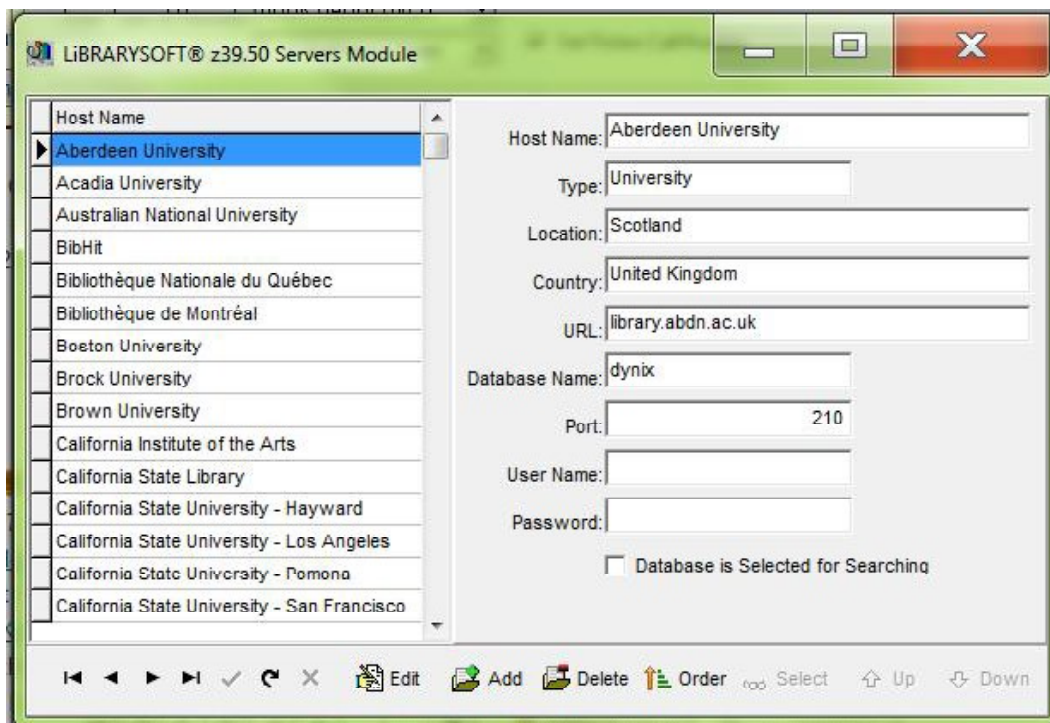 LiBRARYSOFT® z39.50 Servers Module
Host Name
Aberdeen University
Acadia University
Australian National University
BibHit
Bibliothèque Nationale du Québec
Bibliothèque de Montréal
Boston University
Brock University
Brown University
California Institute of the Arts
California State Library
California State University - Hayward
California State University - Los Angeles
California State University - Pomona
California State University - San Francisco
Host Name: Aberdeen University
Type: University
Location: Scotland
Country: United Kingdom
URL: library.abdn.ac.uk
Database Name: dynix
Port: 210
User Name:
Password:
Database is Selected for Searching
Edit Add Delete Order Select Up Down